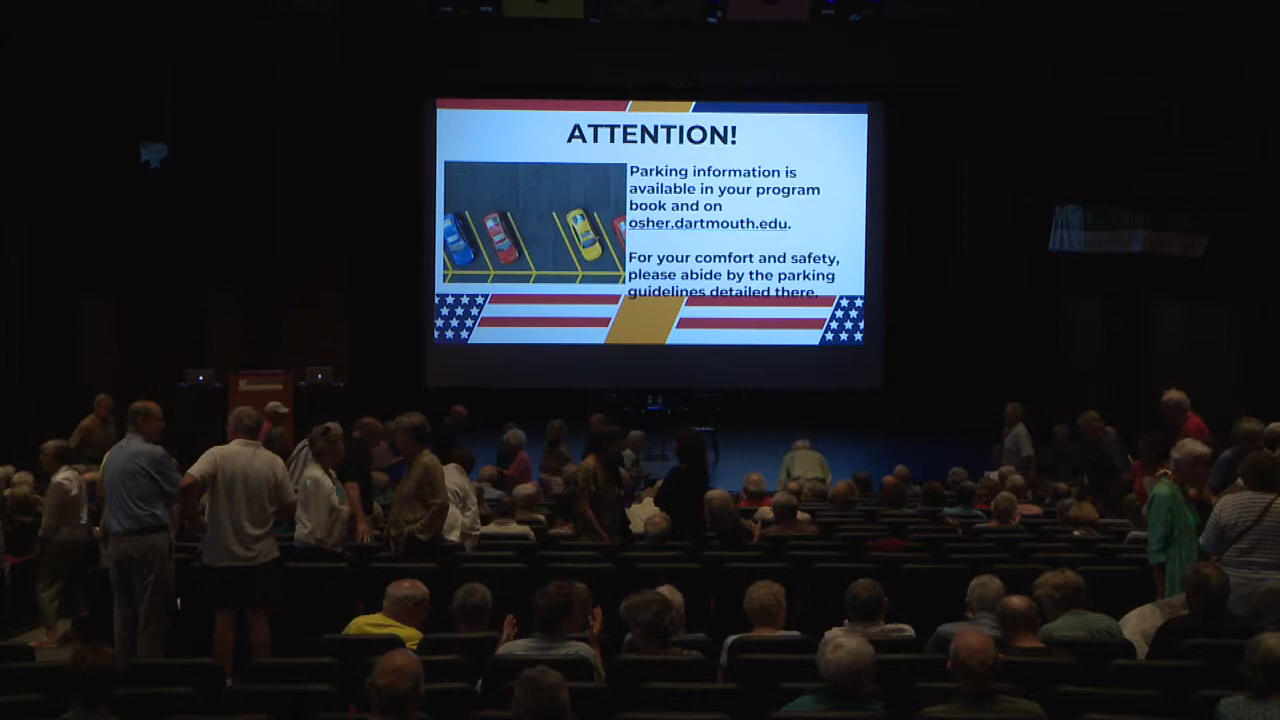 ATTENTION!
Parking information is
available in your program
book and on
osher.dartmouth.edu.
For your comfort and safety,
please abide by the parking
guidelines detailed there.